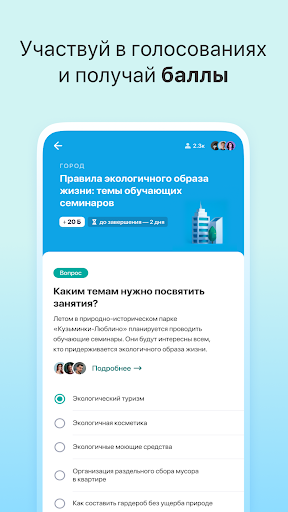 Участвуй в голосованиях
и получай баллы
2.3к
ГОРОД
Правила экологичного образа
жизни: темы обучающих
семинаров
+ 20 Б
до завершения — 2 дня
Вопрос
Каким темам нужно посвятить
занятия?
Летом в природно-историческом парке
«Кузьминки-Люблино» планируется проводить
обучающие семинары. Они будут интересны всем,
кто придерживается экологичного образа жизни.
Подробнее →
Экологический туризм
Экологичная косметика
Экологичные моющие средства
Организация раздельного сбора мусора
в квартире
Как составить гардероб без ущерба природе